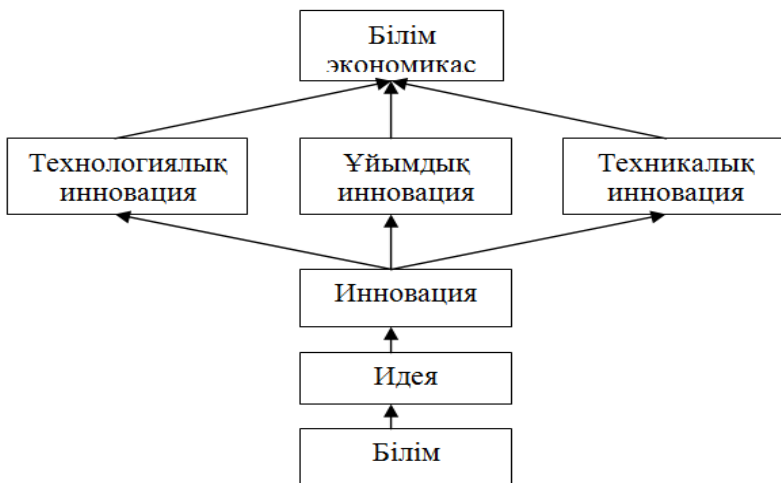 Білім
экономикас
Технологиялық
инновация
Ұйымдық
инновация
Техникалық
инновация
Инновация
Идея
Білім